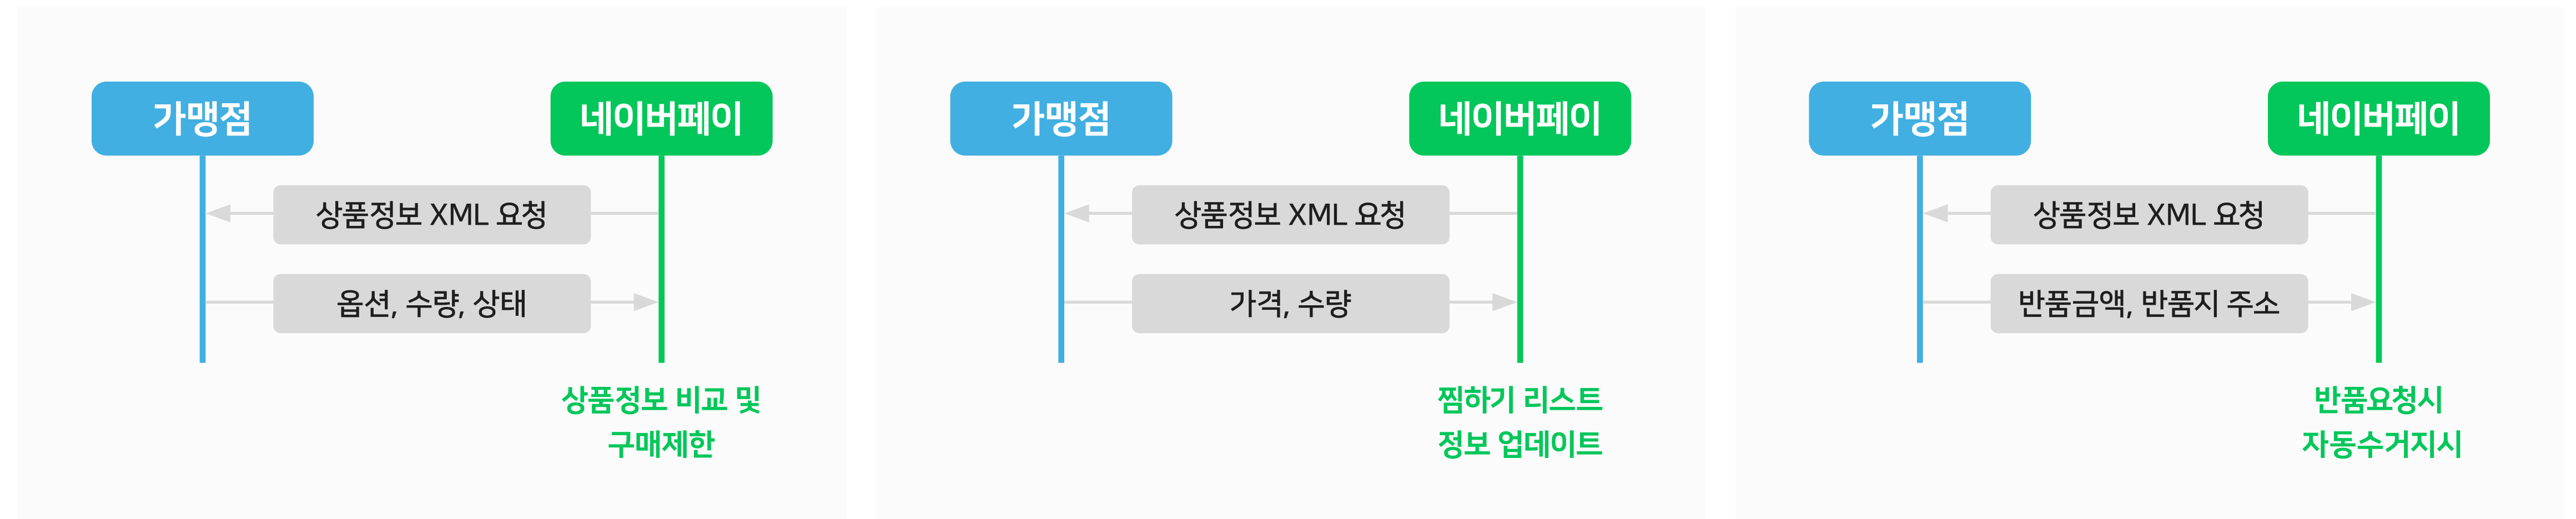 가맹점
네이버페이
상품정보 XML 요청
옵션, 수량, 상태
상품정보 비교 및
구매제한
가맹점
네이버페이
상품정보 XML 요청
가격, 수량
찜하기 리스트
정보 업데이트
가맹점
네이버페이
상품정보 XML 요청
반품금액, 반품지 주소
반품요청시
자동수거지시